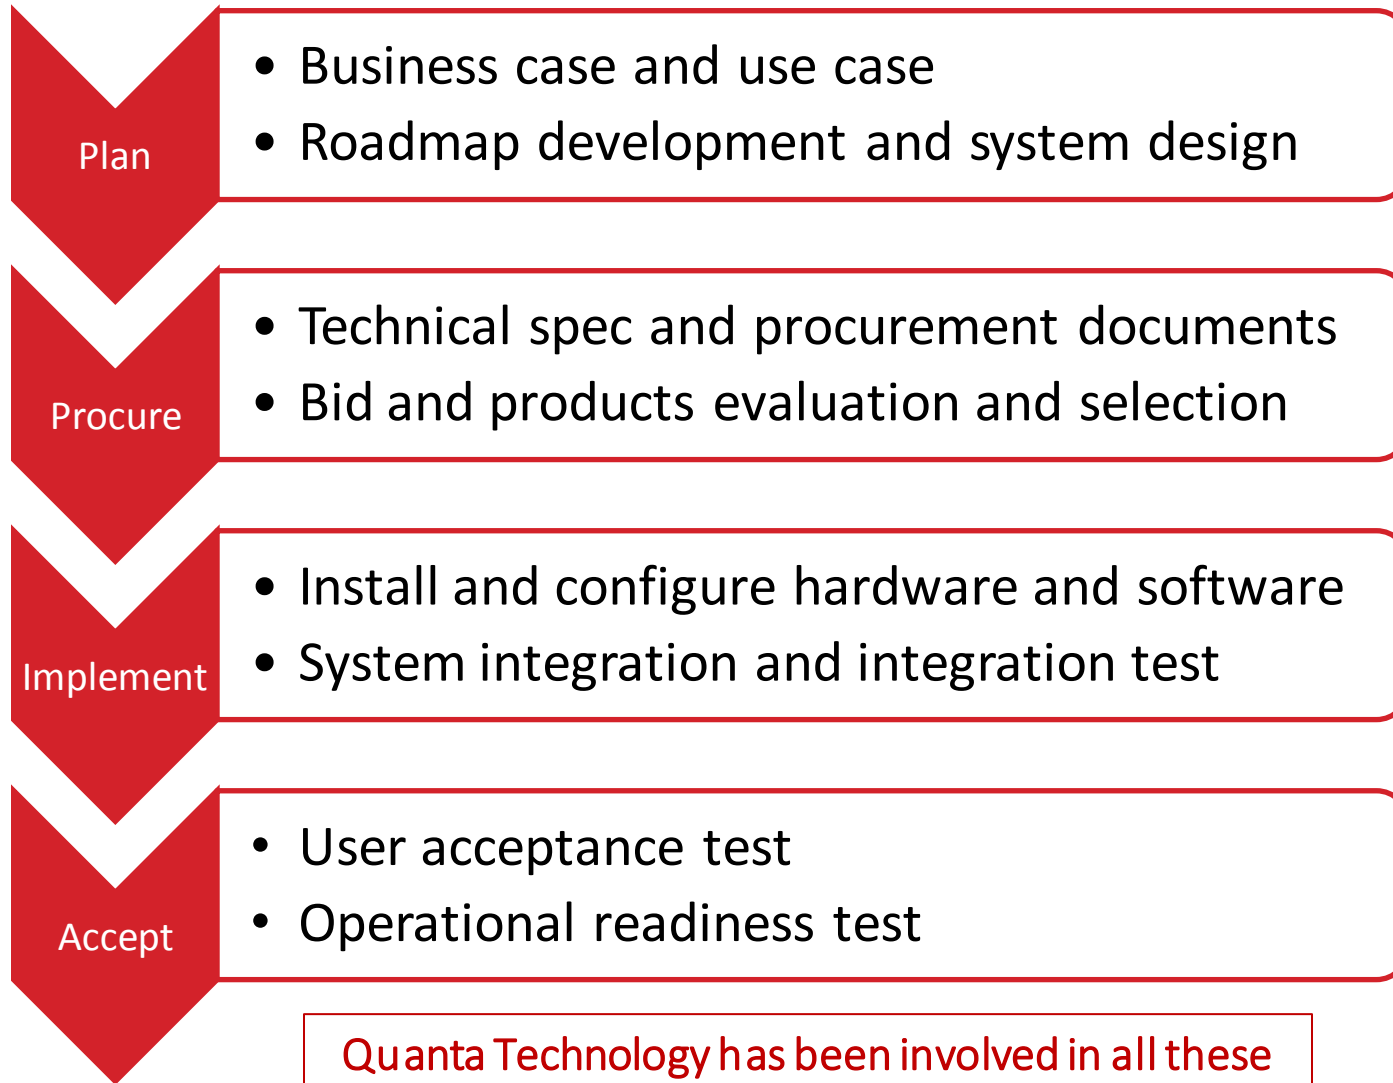 Plan
• Business case and use case
• Roadmap development and system design
Procure
• Technical spec and procurement documents
• Bid and products evaluation and selection
Implement
• Install and configure hardware and software
• System integration and integration test
Accept
• User acceptance test
• Operational readiness test
Quanta Technology has been involved in all these